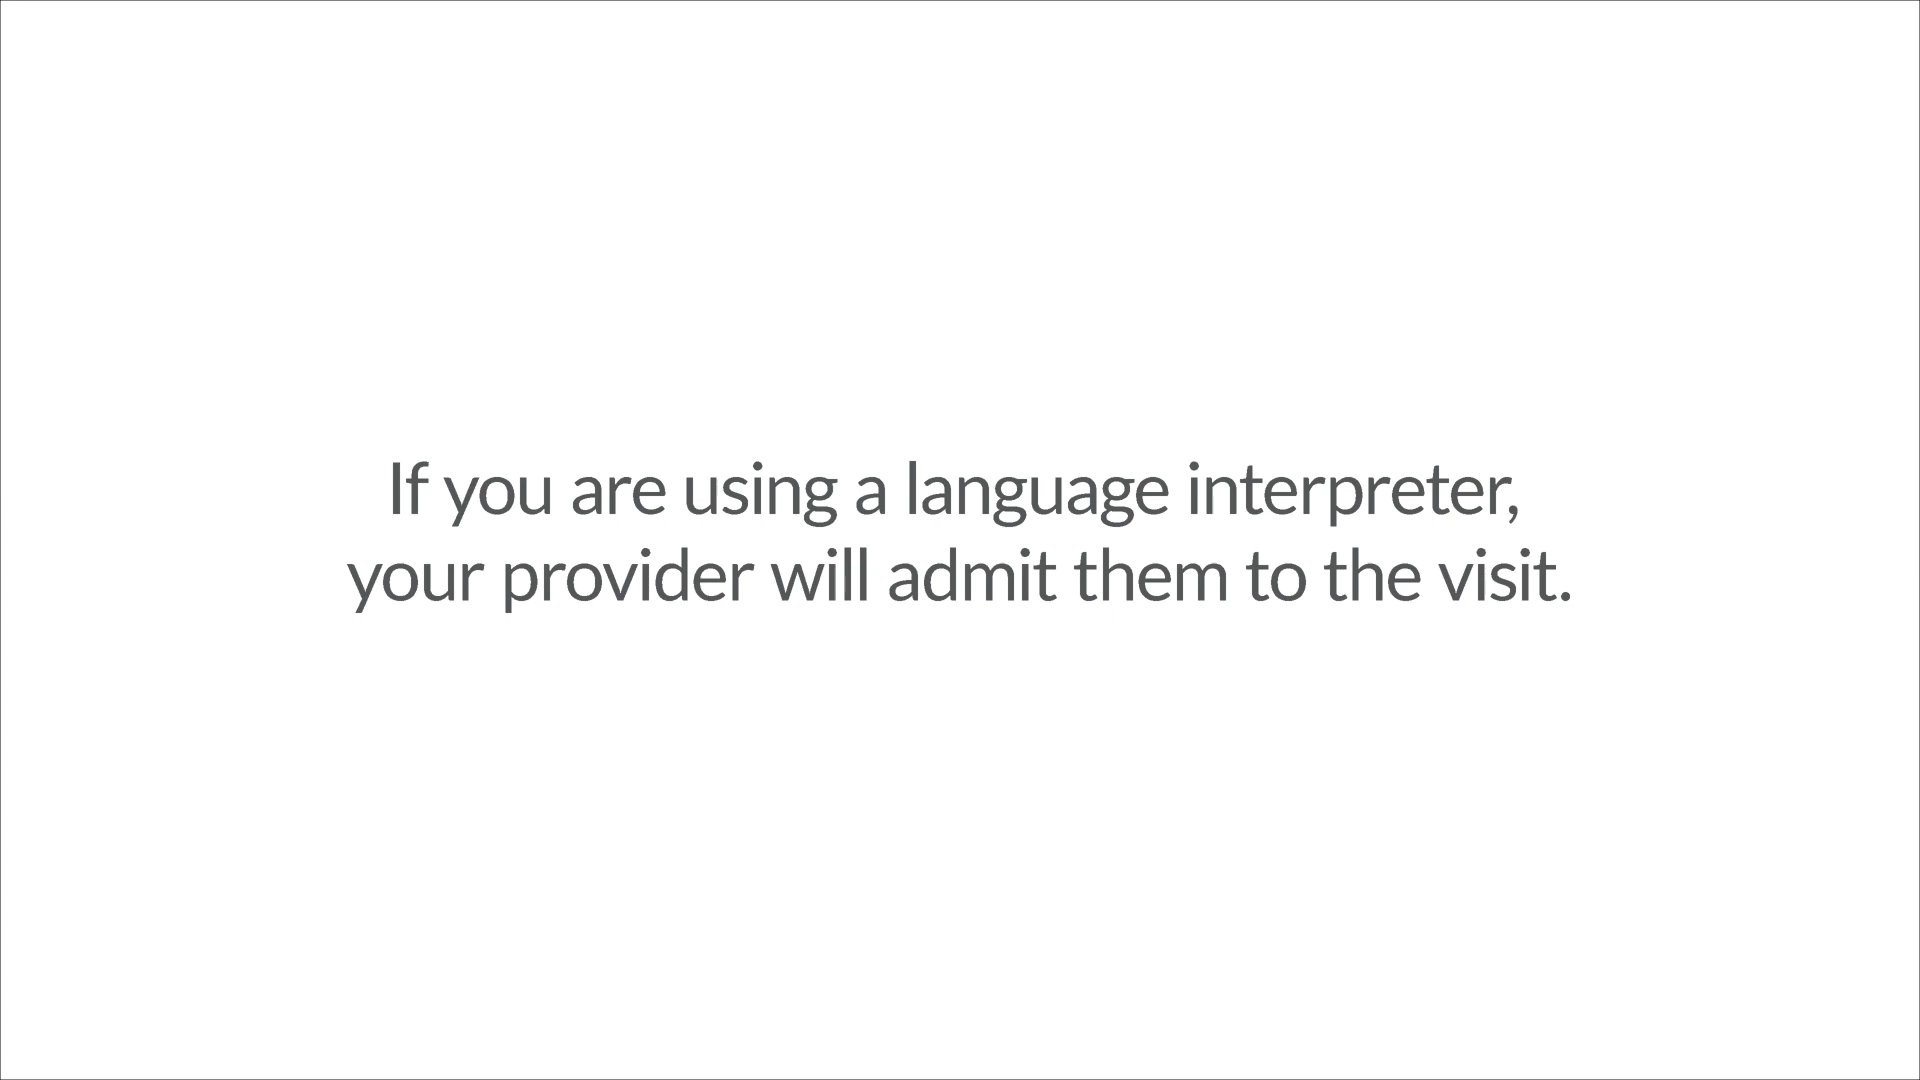 If you are using a language interpreter,
your provider will admit them to the visit.